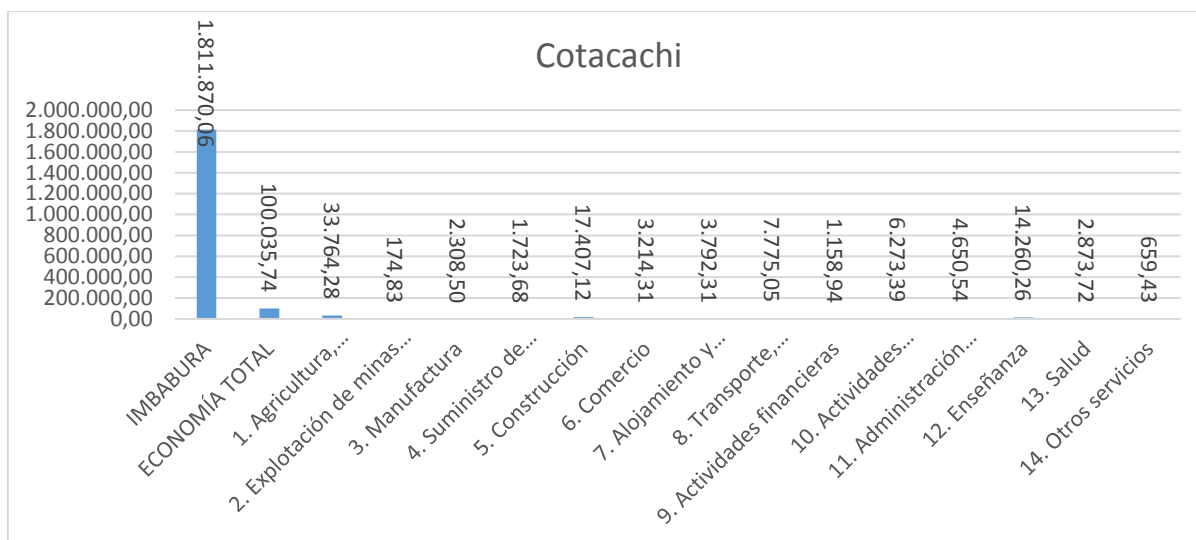 Cotacachi
2.000.000,00
1.800.000,00
1.600.000,00
1.400.000,00
1.200.000,00
1.000.000,00
800.000,00
600.000,00
400.000,00
200.000,00
0,00
1.811.870,06
100.035,74
33.764,28
174,83
2.308,50
1.723,68
17.407,12
3.214,31
3.792,31
7.775,05
1.158,94
6.273,39
4.650,54
14.260,26
2.873,72
659,43
IMBABURA
ECONOMÍA TOTAL
1. Agricultura,...
2. Explotación de minas...
3. Manufactura
4. Suministro de...
5. Construcción
6. Comercio
7. Alojamiento y...
8. Transporte,...
9. Actividades financieras
10. Actividades...
11. Administración...
12. Enseñanza
13. Salud
14. Otros servicios